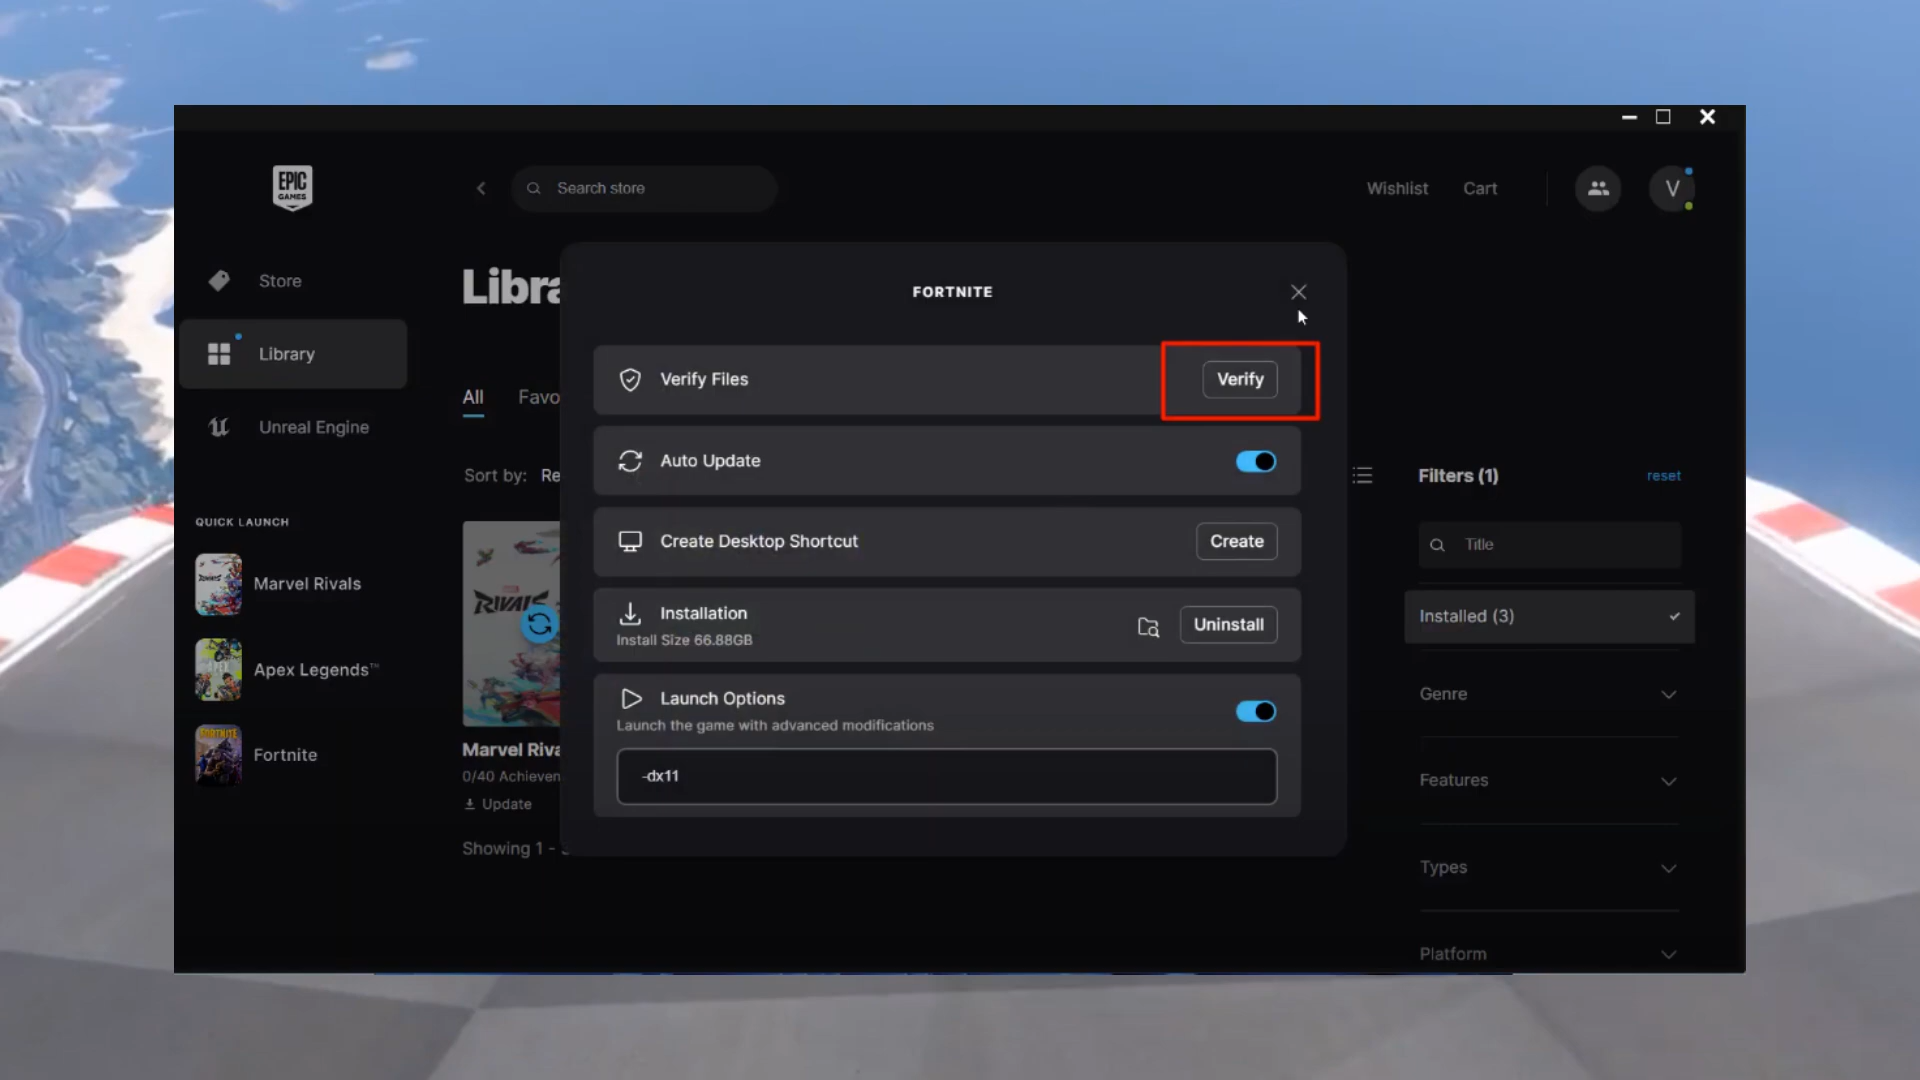 EPIC
GAMES
Search store
Wishlist
Cart
V
Store
Library
Unreal Engine
QUICK LAUNCH
Marvel Rivals
Apex Legends™
FORTNITE
Fortnite
Libra
All
Favo
Sort by: Re
RIVALS
Marvel Riva
0/40 Achieven
Update
Showing 1 -
FORTNITE
Verify Files
Verify
Auto Update
Create Desktop Shortcut
Create
Installation
Install Size 66.88GB
Uninstall
Launch Options
Launch the game with advanced modifications
-dx11
Filters (1)
reset
Title
Installed (3)
Genre
Features
Types
Platform